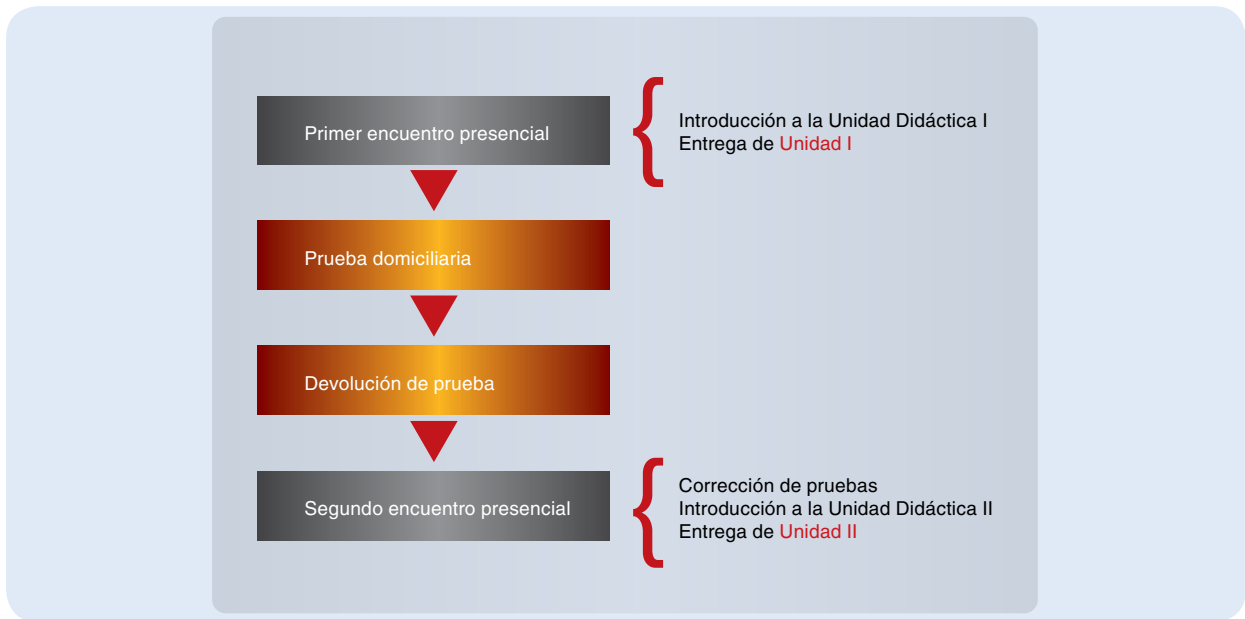 Primer encuentro presencial
Introducción a la Unidad Didáctica I
Entrega de Unidad I
Prueba domiciliaria
Devolución de prueba
Segundo encuentro presencial
Corrección de pruebas
Introducción a la Unidad Didáctica II
Entrega de Unidad II